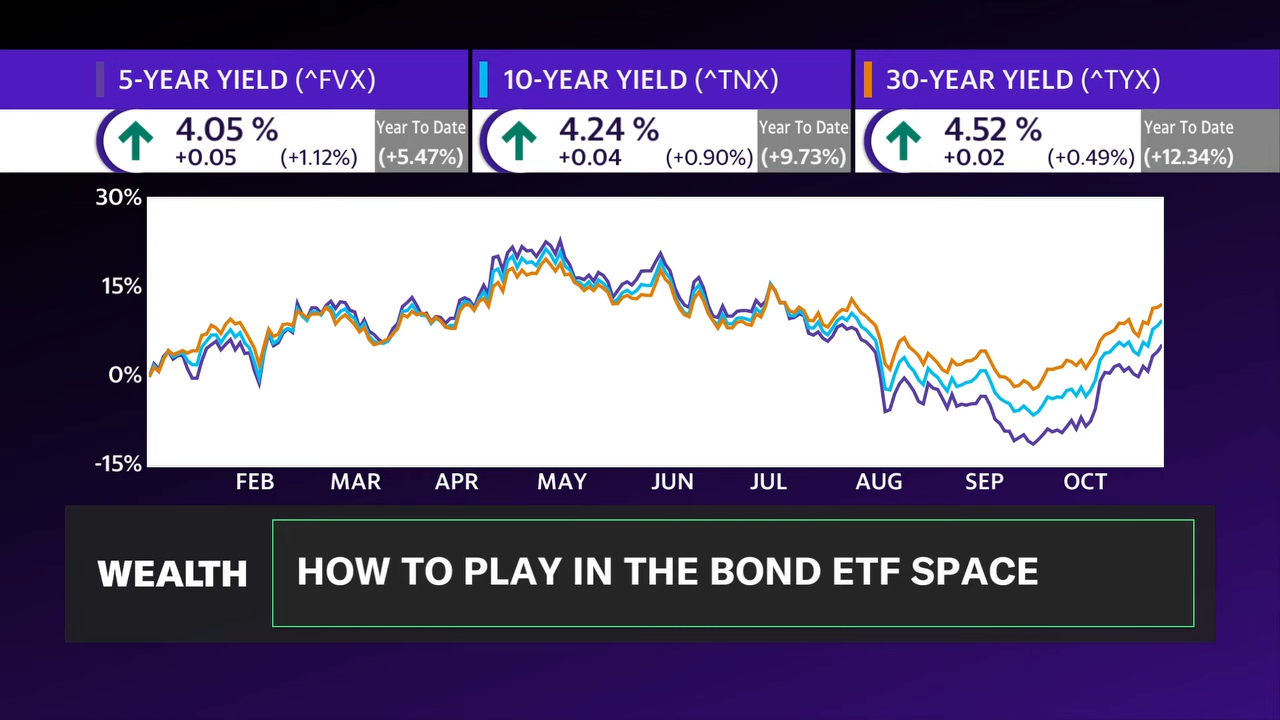 5-YEAR YIELD (^FVX)
4.05 %
+0.05 (+1.12%)
Year To Date
(+5.47%)
10-YEAR YIELD (^TNX)
4.24 %
+0.04 (+0.90%)
Year To Date
(+9.73%)
30-YEAR YIELD (^TYX)
4.52 %
+0.02 (+0.49%)
Year To Date
(+12.34%)
30%
15%
0%
-15%
FEB MAR APR MAY JUN JUL AUG SEP OCT
WEALTH
HOW TO PLAY IN THE BOND ETF SPACE